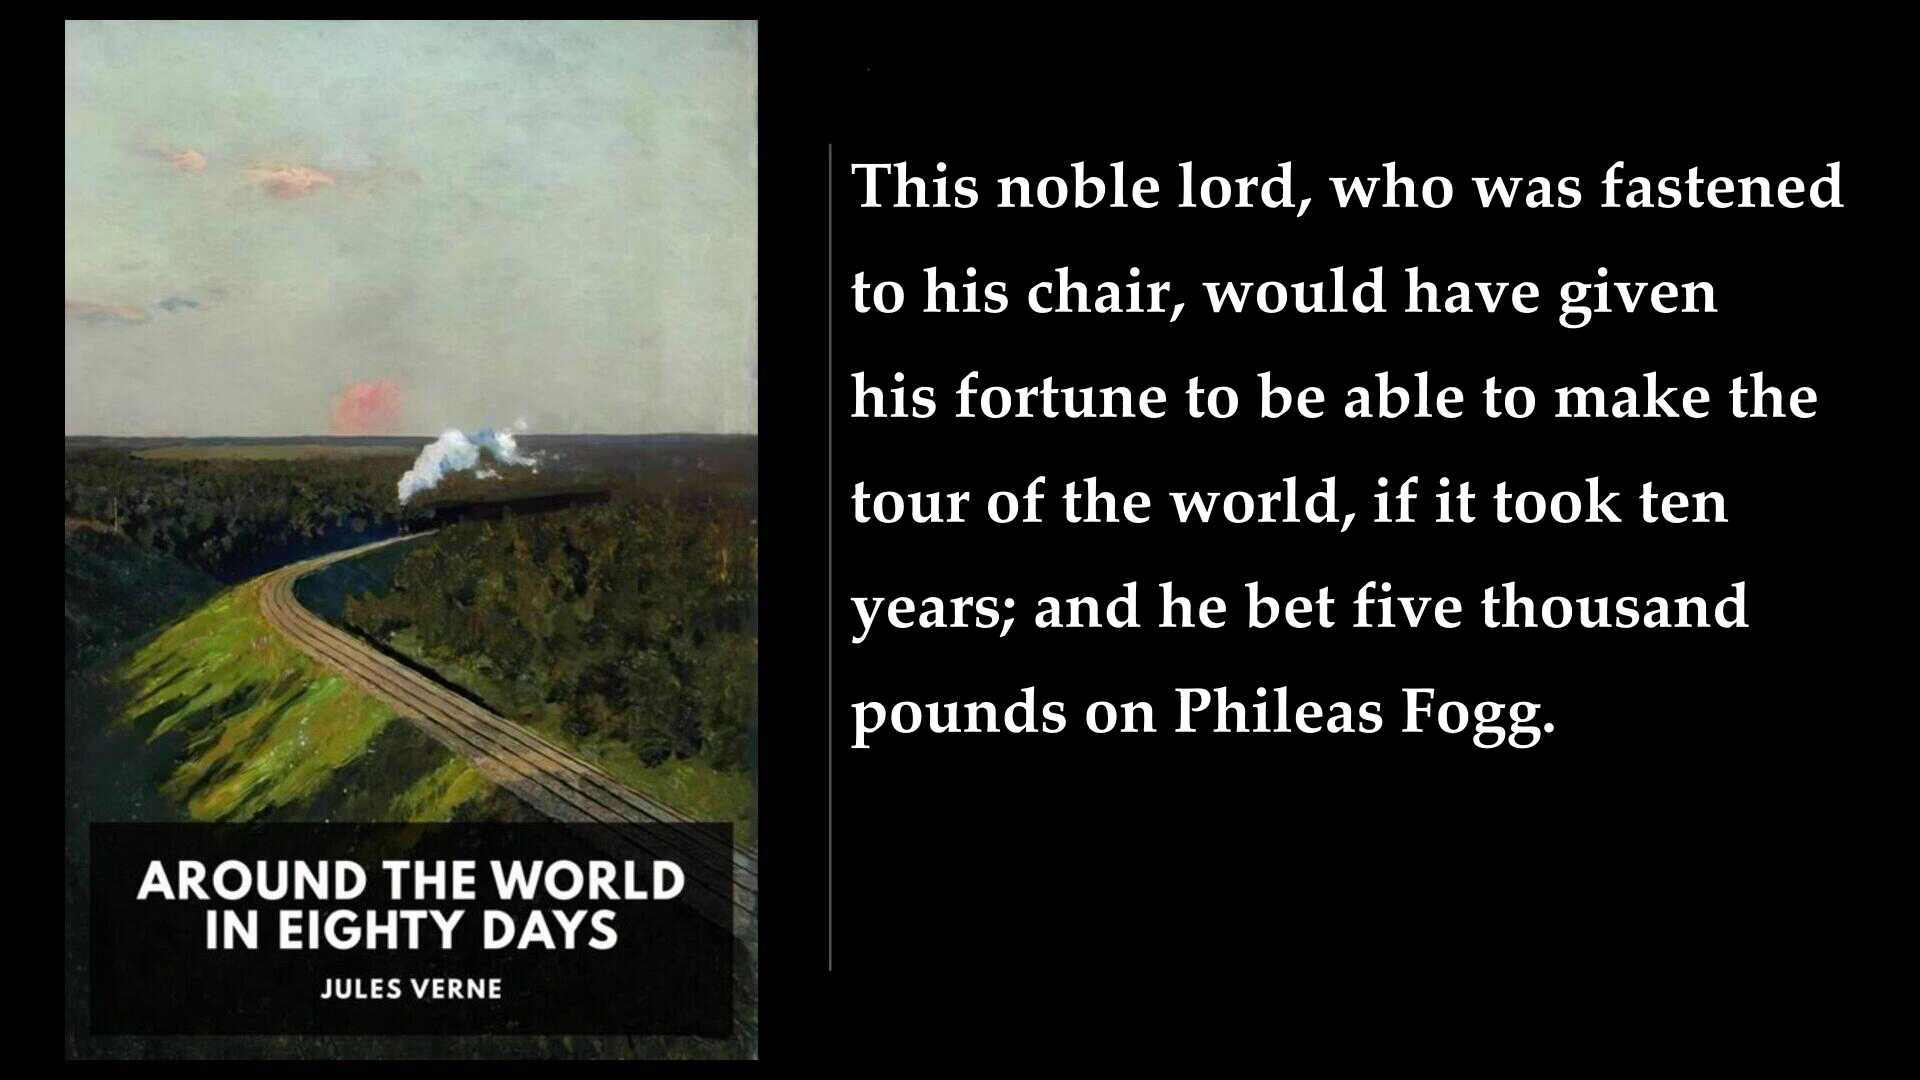 This noble lord, who was fastened
to his chair, would have given
his fortune to be able to make the
tour of the world, if it took ten
years; and he bet five thousand
pounds on Phileas Fogg.
AROUND THE WORLD
IN EIGHTY DAYS
JULES VERNE